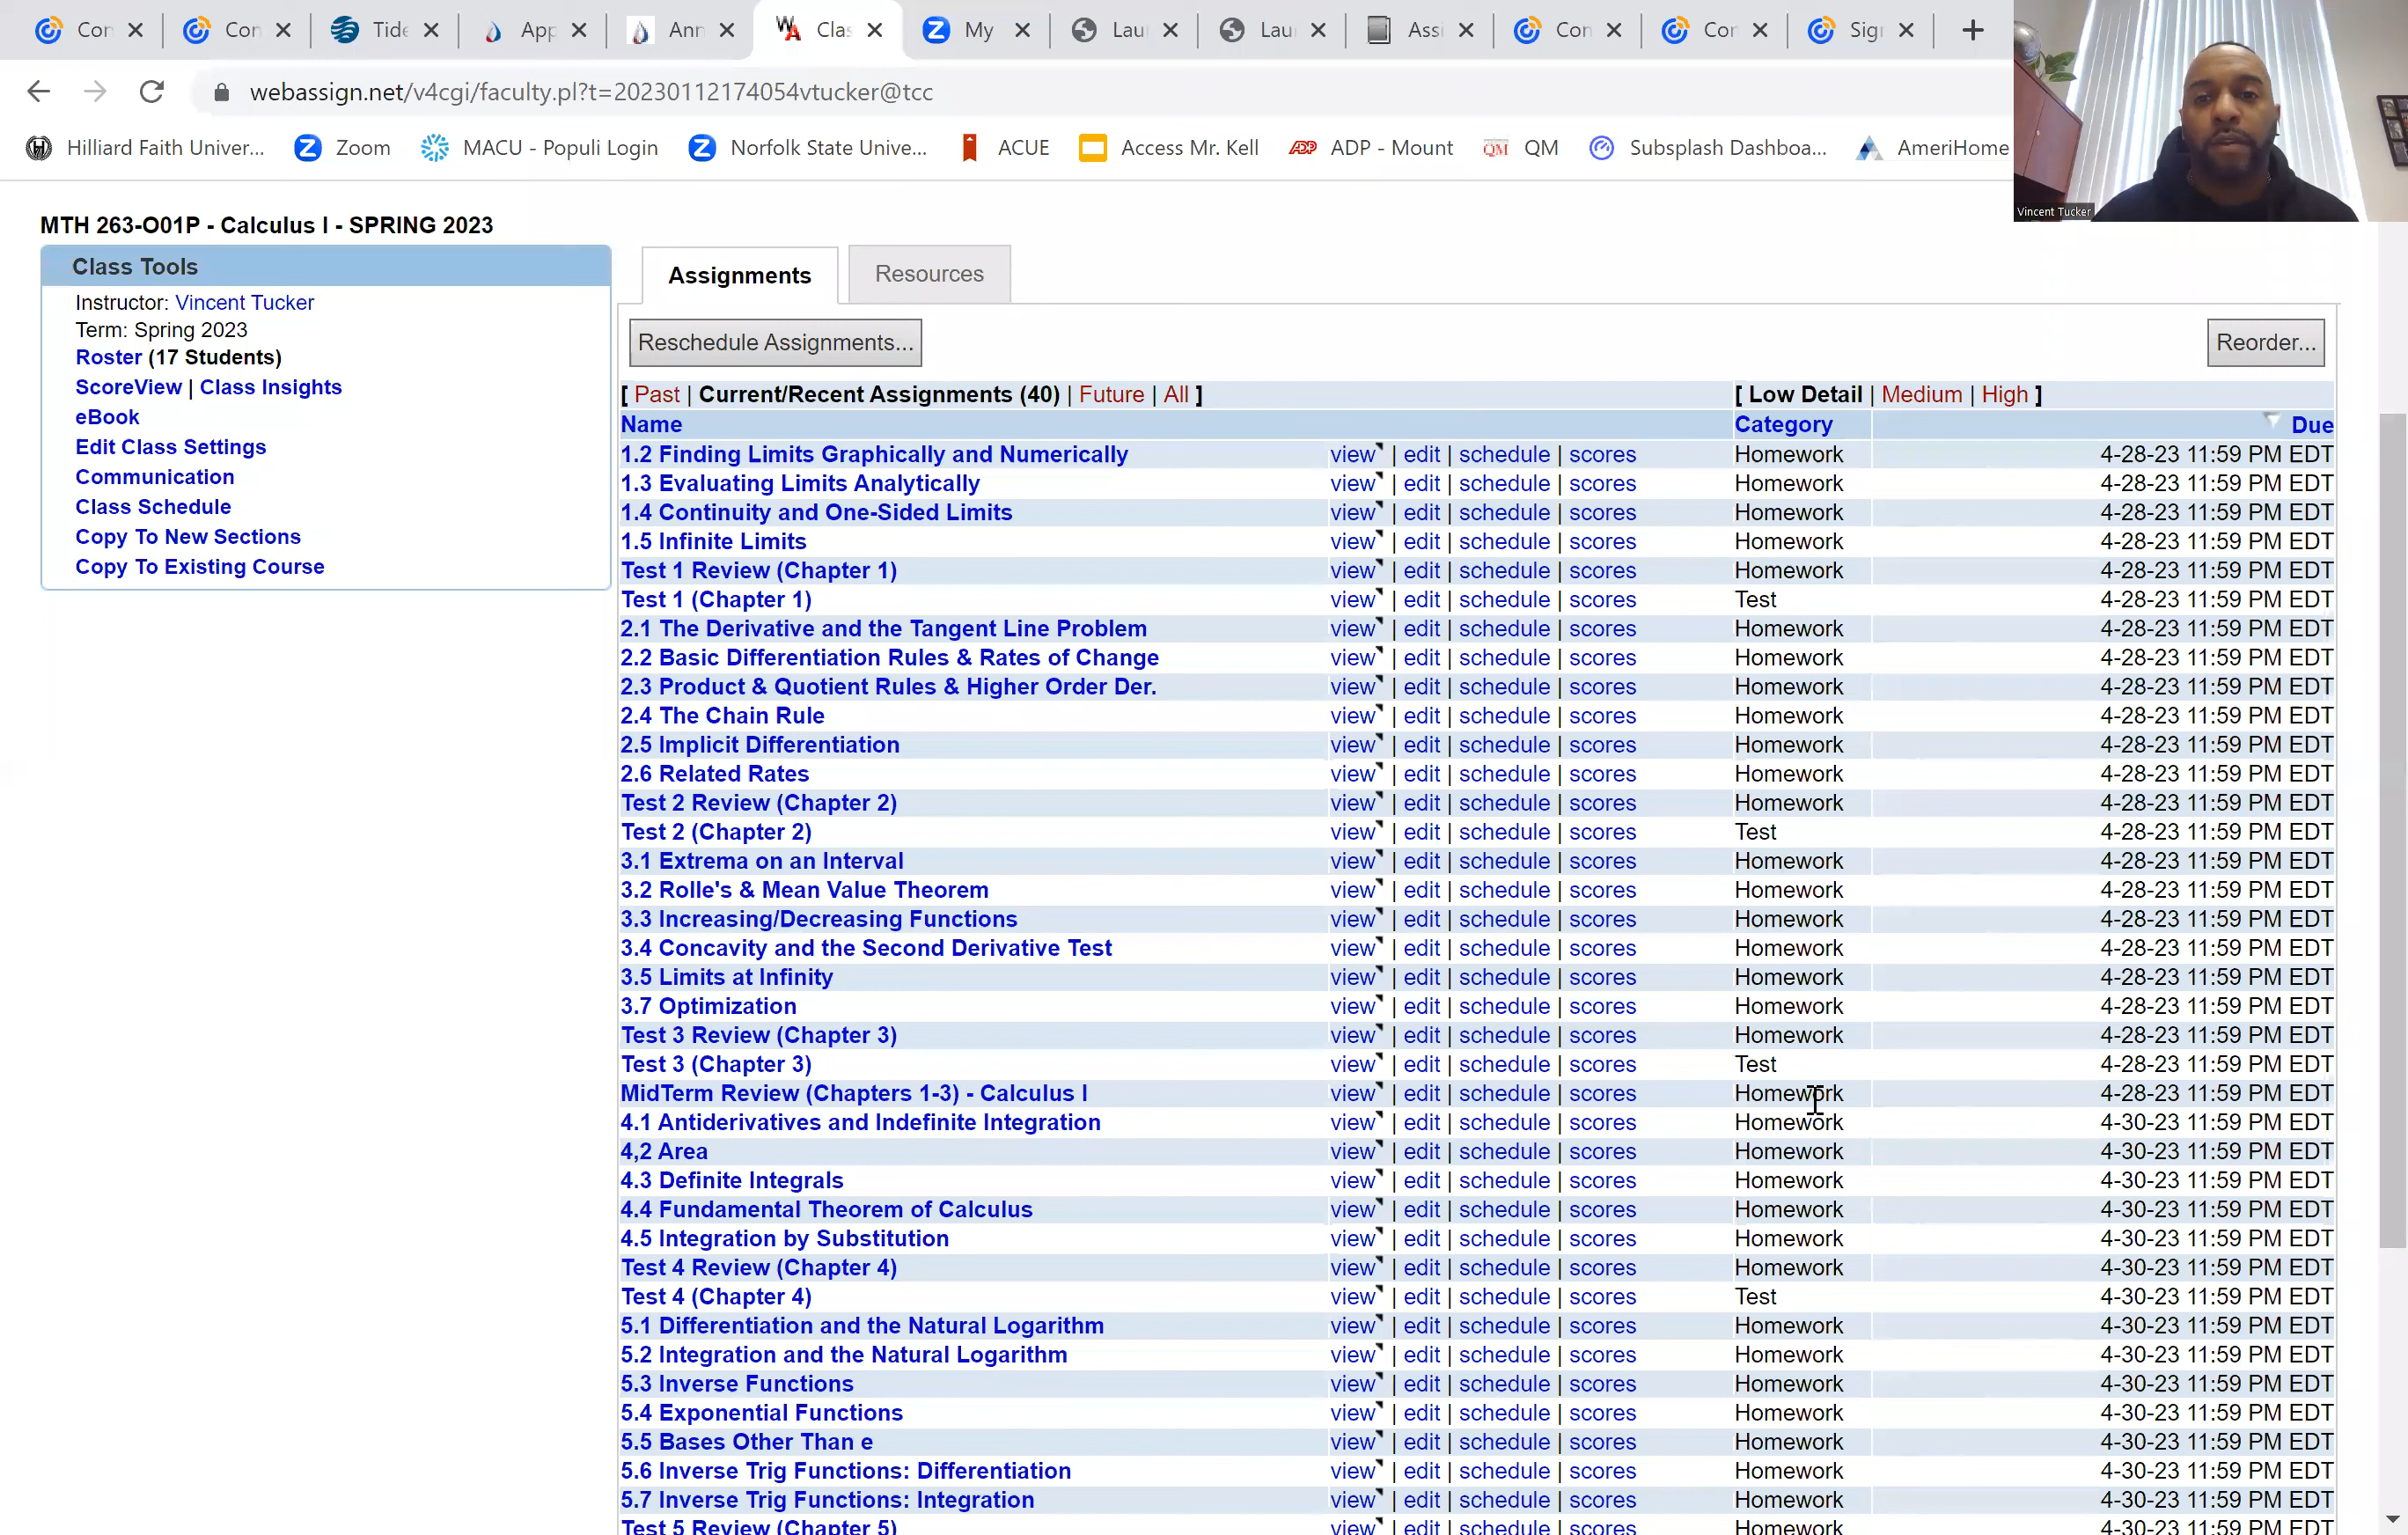 Con
Con
Tide
App
Ann
Clas
My
Lau
Lau
Assi
Con
Con
Sign
webassign.net/v4cgi/faculty.pl?t=20230112174054vtucker@tcc
Hilliard Faith Univer...
Zoom
MACU - Populi Login
Norfolk State Unive...
ACUE
Access Mr. Kell
ADP - Mount
QM
Subsplash Dashboa...
AmeriHome
Vincent Tucker
MTH 263-O01P - Calculus I - SPRING 2023
Class Tools
Instructor: Vincent Tucker
Term: Spring 2023
Roster (17 Students)
ScoreView | Class Insights
eBook
Edit Class Settings
Communication
Class Schedule
Copy To New Sections
Copy To Existing Course
Assignments
Resources
Reschedule Assignments...
Reorder...
[ Past | Current/Recent Assignments (40) | Future | All ] [ Low Detail | Medium | High ]
Name Category Due
1.2 Finding Limits Graphically and Numerically view | edit | schedule | scores Homework 4-28-23 11:59 PM EDT
1.3 Evaluating Limits Analytically view | edit | schedule | scores Homework 4-28-23 11:59 PM EDT
1.4 Continuity and One-Sided Limits view | edit | schedule | scores Homework 4-28-23 11:59 PM EDT
1.5 Infinite Limits view | edit | schedule | scores Homework 4-28-23 11:59 PM EDT
Test 1 Review (Chapter 1) view | edit | schedule | scores Homework 4-28-23 11:59 PM EDT
Test 1 (Chapter 1) view | edit | schedule | scores Test 4-28-23 11:59 PM EDT
2.1 The Derivative and the Tangent Line Problem view | edit | schedule | scores Homework 4-28-23 11:59 PM EDT
2.2 Basic Differentiation Rules & Rates of Change view | edit | schedule | scores Homework 4-28-23 11:59 PM EDT
2.3 Product & Quotient Rules & Higher Order Der. view | edit | schedule | scores Homework 4-28-23 11:59 PM EDT
2.4 The Chain Rule view | edit | schedule | scores Homework 4-28-23 11:59 PM EDT
2.5 Implicit Differentiation view | edit | schedule | scores Homework 4-28-23 11:59 PM EDT
2.6 Related Rates view | edit | schedule | scores Homework 4-28-23 11:59 PM EDT
Test 2 Review (Chapter 2) view | edit | schedule | scores Homework 4-28-23 11:59 PM EDT
Test 2 (Chapter 2) view | edit | schedule | scores Test 4-28-23 11:59 PM EDT
3.1 Extrema on an Interval view | edit | schedule | scores Homework 4-28-23 11:59 PM EDT
3.2 Rolle's & Mean Value Theorem view | edit | schedule | scores Homework 4-28-23 11:59 PM EDT
3.3 Increasing/Decreasing Functions view | edit | schedule | scores Homework 4-28-23 11:59 PM EDT
3.4 Concavity and the Second Derivative Test view | edit | schedule | scores Homework 4-28-23 11:59 PM EDT
3.5 Limits at Infinity view | edit | schedule | scores Homework 4-28-23 11:59 PM EDT
3.7 Optimization view | edit | schedule | scores Homework 4-28-23 11:59 PM EDT
Test 3 Review (Chapter 3) view | edit | schedule | scores Homework 4-28-23 11:59 PM EDT
Test 3 (Chapter 3) view | edit | schedule | scores Test 4-28-23 11:59 PM EDT
MidTerm Review (Chapters 1-3) - Calculus I view | edit | schedule | scores Homework 4-28-23 11:59 PM EDT
4.1 Antiderivatives and Indefinite Integration view | edit | schedule | scores Homework 4-30-23 11:59 PM EDT
4,2 Area view | edit | schedule | scores Homework 4-30-23 11:59 PM EDT
4.3 Definite Integrals view | edit | schedule | scores Homework 4-30-23 11:59 PM EDT
4.4 Fundamental Theorem of Calculus view | edit | schedule | scores Homework 4-30-23 11:59 PM EDT
4.5 Integration by Substitution view | edit | schedule | scores Homework 4-30-23 11:59 PM EDT
Test 4 Review (Chapter 4) view | edit | schedule | scores Homework 4-30-23 11:59 PM EDT
Test 4 (Chapter 4) view | edit | schedule | scores Test 4-30-23 11:59 PM EDT
5.1 Differentiation and the Natural Logarithm view | edit | schedule | scores Homework 4-30-23 11:59 PM EDT
5.2 Integration and the Natural Logarithm view | edit | schedule | scores Homework 4-30-23 11:59 PM EDT
5.3 Inverse Functions view | edit | schedule | scores Homework 4-30-23 11:59 PM EDT
5.4 Exponential Functions view | edit | schedule | scores Homework 4-30-23 11:59 PM EDT
5.5 Bases Other Than e view | edit | schedule | scores Homework 4-30-23 11:59 PM EDT
5.6 Inverse Trig Functions: Differentiation view | edit | schedule | scores Homework 4-30-23 11:59 PM EDT
5.7 Inverse Trig Functions: Integration view | edit | schedule | scores Homework 4-30-23 11:59 PM EDT
Test 5 Review (Chapter 5) view | edit | schedule | scores Homework 4-30-23 11:59 PM EDT